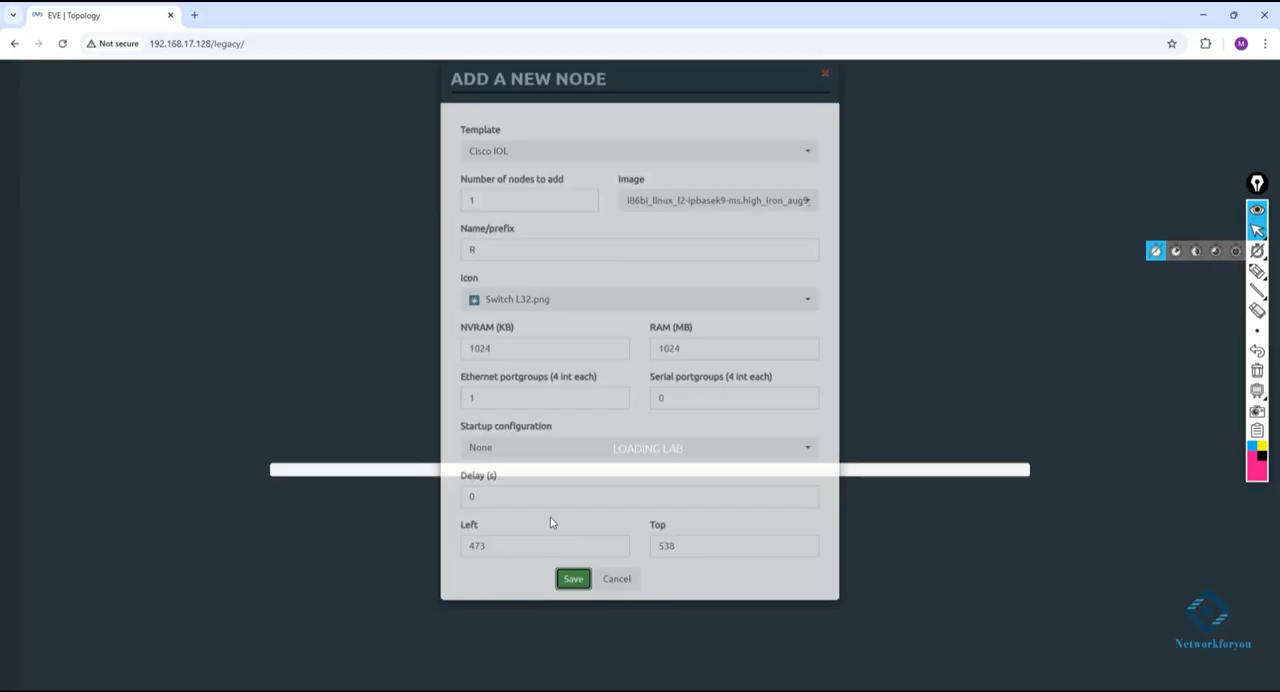 EVE | Topology
Not secure
192.168.17.128/legacy/
M
ADD A NEW NODE
Template
Cisco IOL
Number of nodes to add
Image
1
i86bi_linux_l2-ipbasek9-ms.high_iron_aug9
Name/prefix
R
Icon
Switch L32.png
NVRAM (KB)
RAM (MB)
1024
1024
Ethernet portgroups (4 int each)
Serial portgroups (4 int each)
1
0
Startup configuration
None
LOADING LAB
Delay (s)
0
Left
Top
473
538
Save
Cancel
Networkforyou